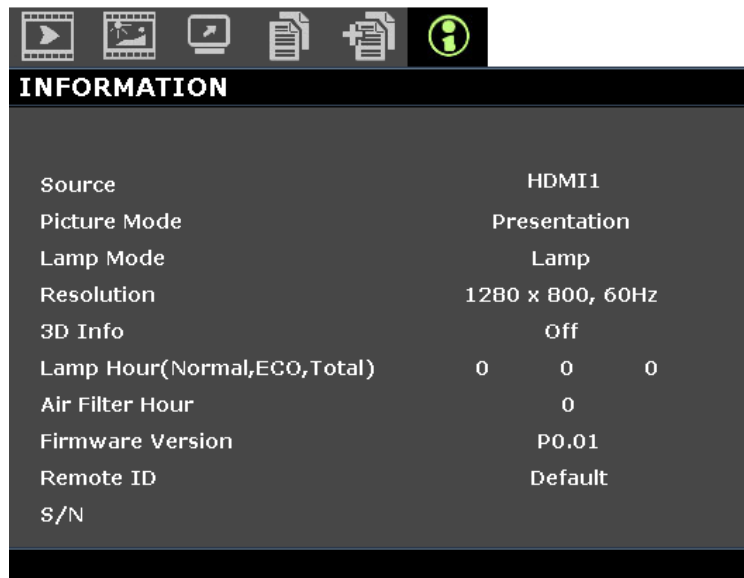 INFORMATION
Source HDMI1
Picture Mode Presentation
Lamp Mode Lamp
Resolution 1280 x 800, 60Hz
3D Info Off
Lamp Hour(Normal,ECO,Total) 0 0 0
Air Filter Hour 0
Firmware Version P0.01
Remote ID Default
S/N